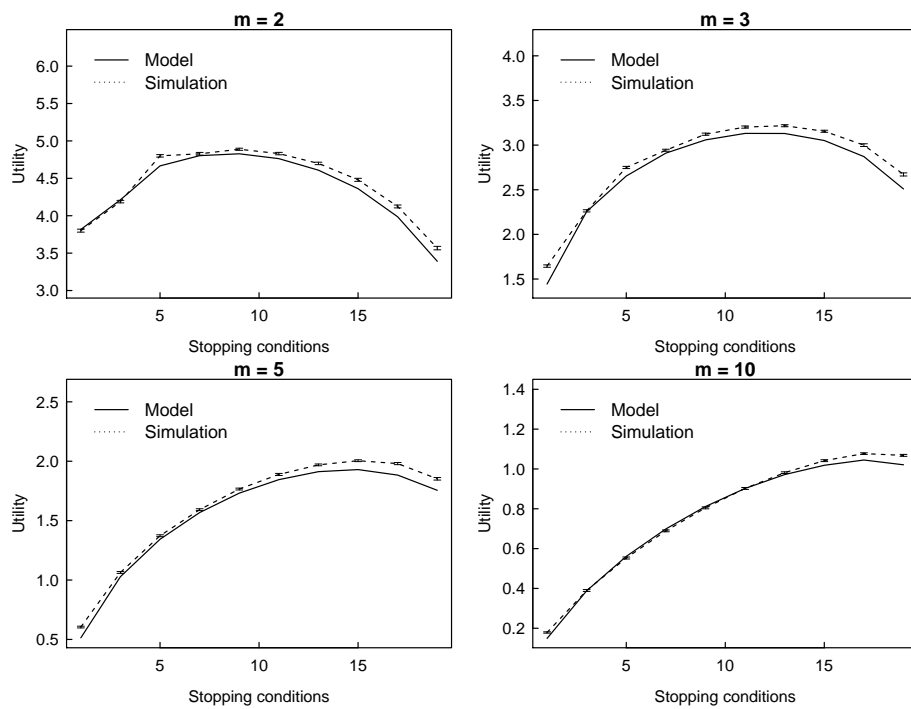 m = 2
Model
Simulation
Utility
6.0
5.5
5.0
4.5
4.0
3.5
3.0
5 10 15
Stopping conditions
m = 3
Model
Simulation
Utility
4.0
3.5
3.0
2.5
2.0
1.5
5 10 15
Stopping conditions
m = 5
Model
Simulation
Utility
2.5
2.0
1.5
1.0
0.5
5 10 15
Stopping conditions
m = 10
Model
Simulation
Utility
1.4
1.2
1.0
0.8
0.6
0.4
0.2
5 10 15
Stopping conditions